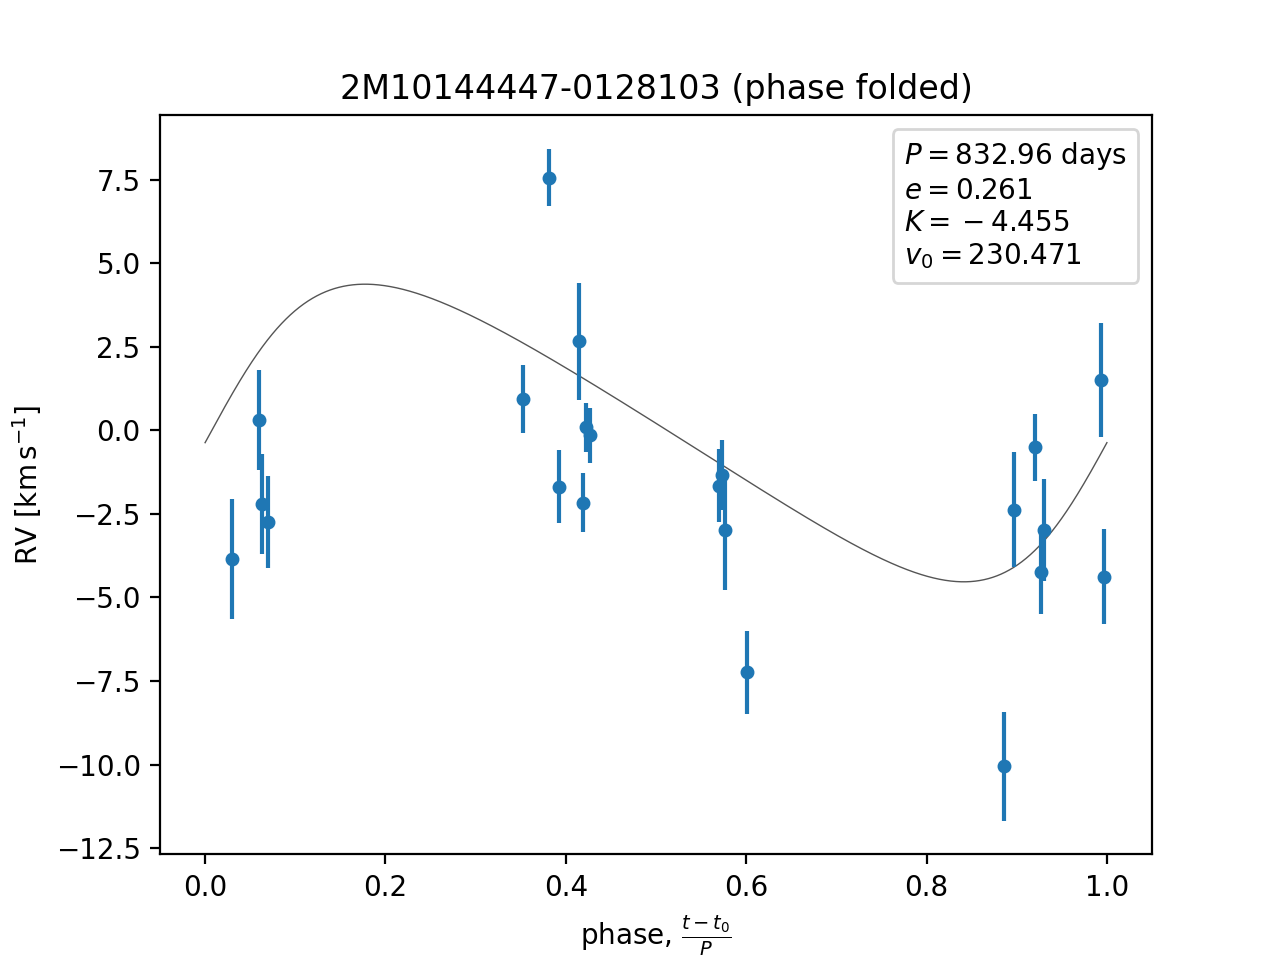 2M10144447-0128103 (phase folded)
P = 832.96 days
e = 0.261
K = −4.455
v₀ = 230.471
7.5
5.0
2.5
0.0
−2.5
−5.0
−7.5
−10.0
−12.5
RV [km s⁻¹]
0.0 0.2 0.4 0.6 0.8 1.0
phase, (t − t₀)/P